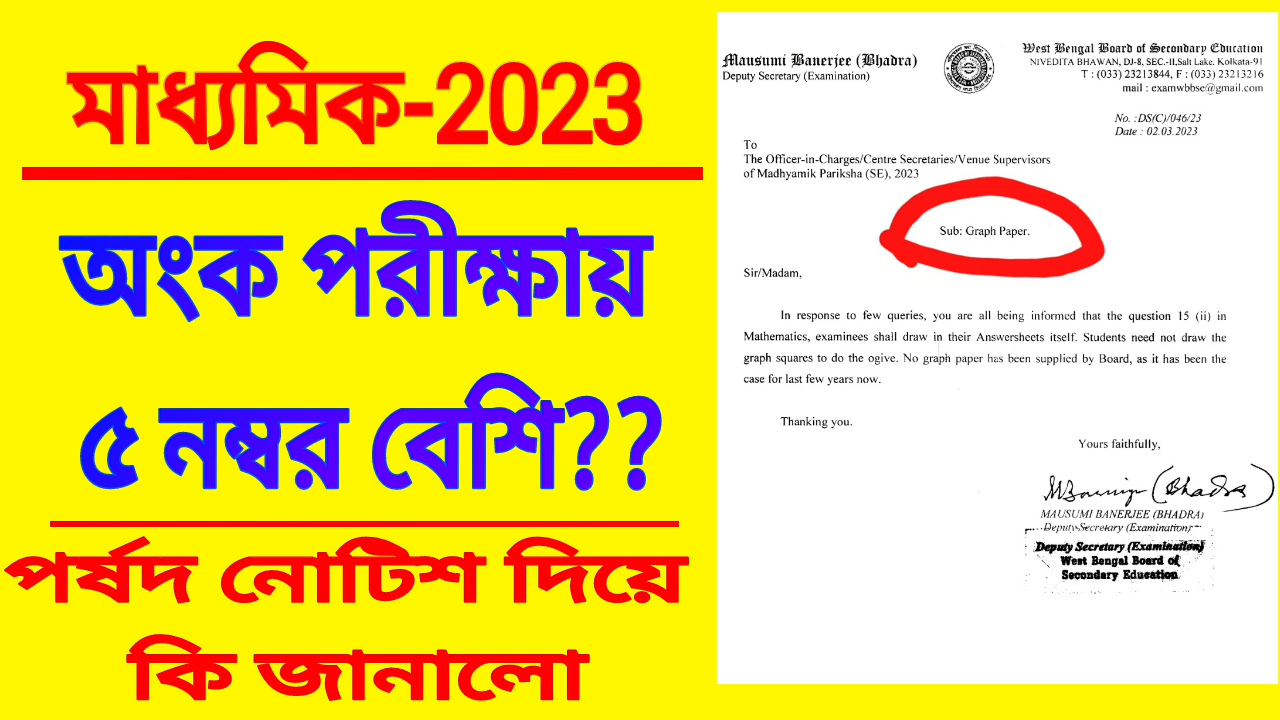 মাধ্যমিক-2023
অংক পরীক্ষায়
৫ নম্বর বেশি??
পর্ষদ নোটিশ দিয়ে
কি জানালো
Mausumi Banerjee (Bhadra)
Deputy Secretary (Examination)
West Bengal Board of Secondary Education
NIVEDITA BHAWAN, DJ-8, SEC.-II,Salt Lake. Kolkata-91
T : (033) 23213844, F : (033) 23213216
mail : examwbbse@gmail.com
No. :DS(C)/046/23
Date : 02.03.2023
To
The Officer-in-Charges/Centre Secretaries/Venue Supervisors
of Madhyamik Pariksha (SE), 2023
Sub: Graph Paper.
Sir/Madam,
In response to few queries, you are all being informed that the question 15 (ii) in
Mathematics, examinees shall draw in their Answersheets itself. Students need not draw the
graph squares to do the ogive. No graph paper has been supplied by Board, as it has been the
case for last few years now.
Thanking you.
Yours faithfully,
(Bhadra)
MAUSUMI BANERJEE (BHADRA)
Deputy Secretary (Examination)
Deputy Secretary (Examination)
West Bengal Board of
Secondary Education